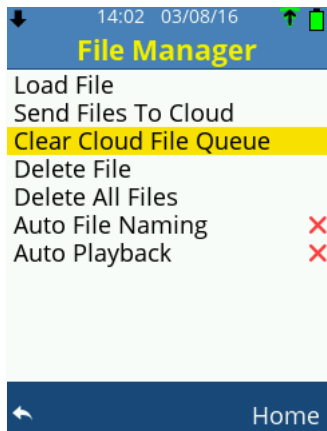 14:02 03/08/16
File Manager
Load File
Send Files To Cloud
Clear Cloud File Queue
Delete File
Delete All Files
Auto File Naming
Auto Playback
Home